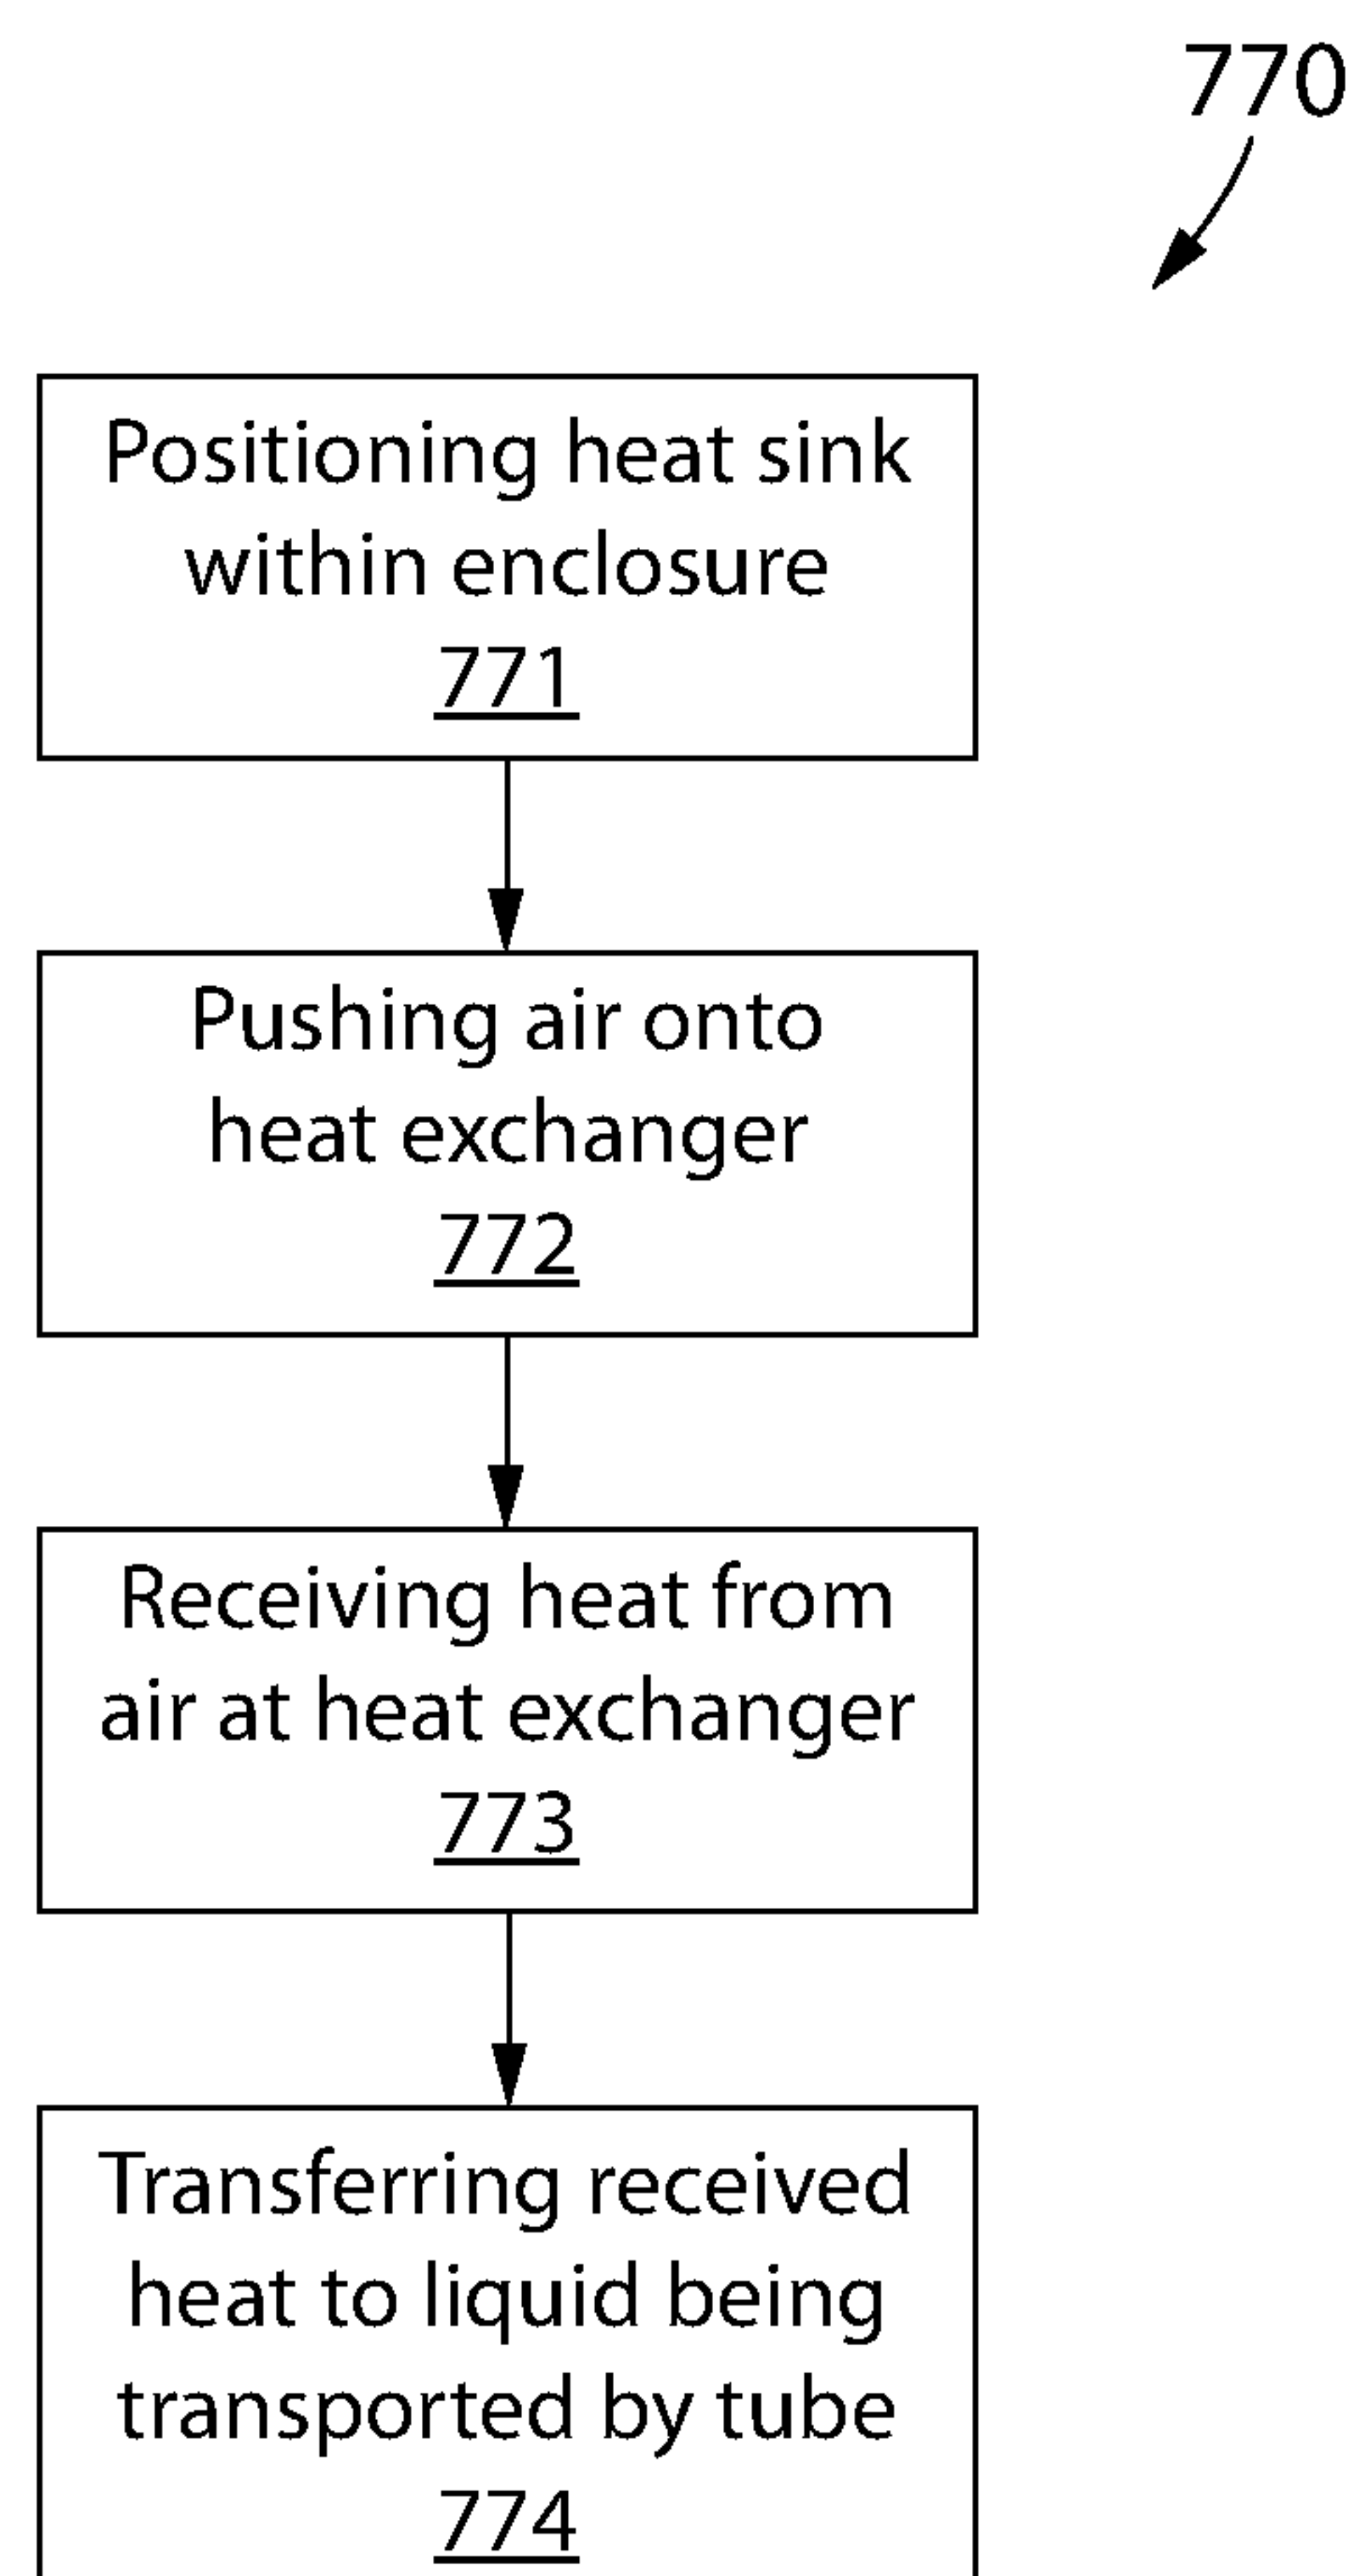 770
Positioning heat sink
within enclosure
771
Pushing air onto
heat exchanger
772
Receiving heat from
air at heat exchanger
773
Transferring received
heat to liquid being
transported by tube
774